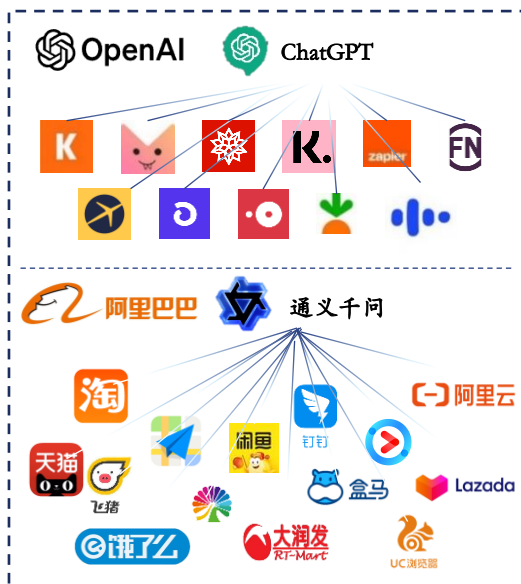 OpenAI
ChatGPT
K
K.
zapier
FN
阿里巴巴
通义千问
淘
阿里云
钉钉
闲鱼
天猫
飞猪
盒马
Lazada
饿了么
大润发
RT-Mart
UC浏览器